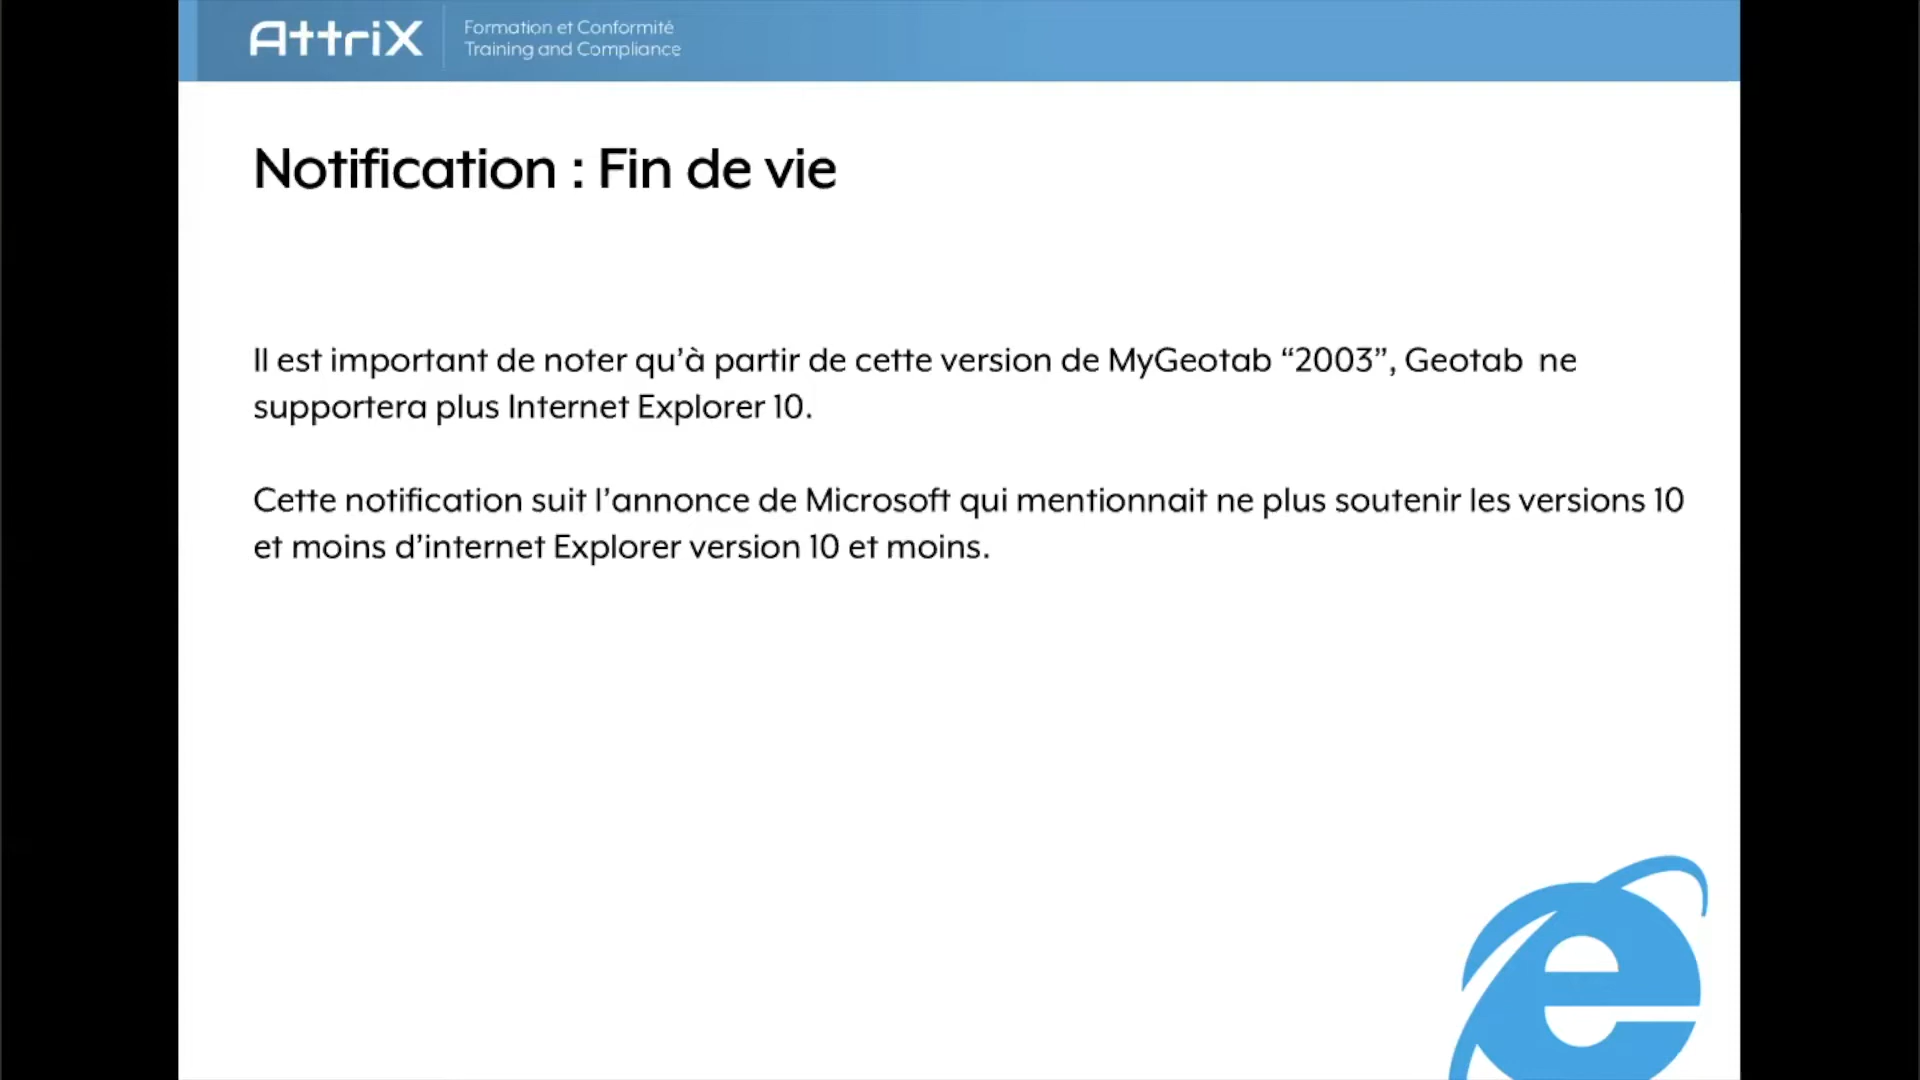 AttriX
Formation et Conformité
Training and Compliance
Notification : Fin de vie
Il est important de noter qu’à partir de cette version de MyGeotab “2003”, Geotab  ne
supportera plus Internet Explorer 10.
Cette notification suit l’annonce de Microsoft qui mentionnait ne plus soutenir les versions 10
et moins d’internet Explorer version 10 et moins.